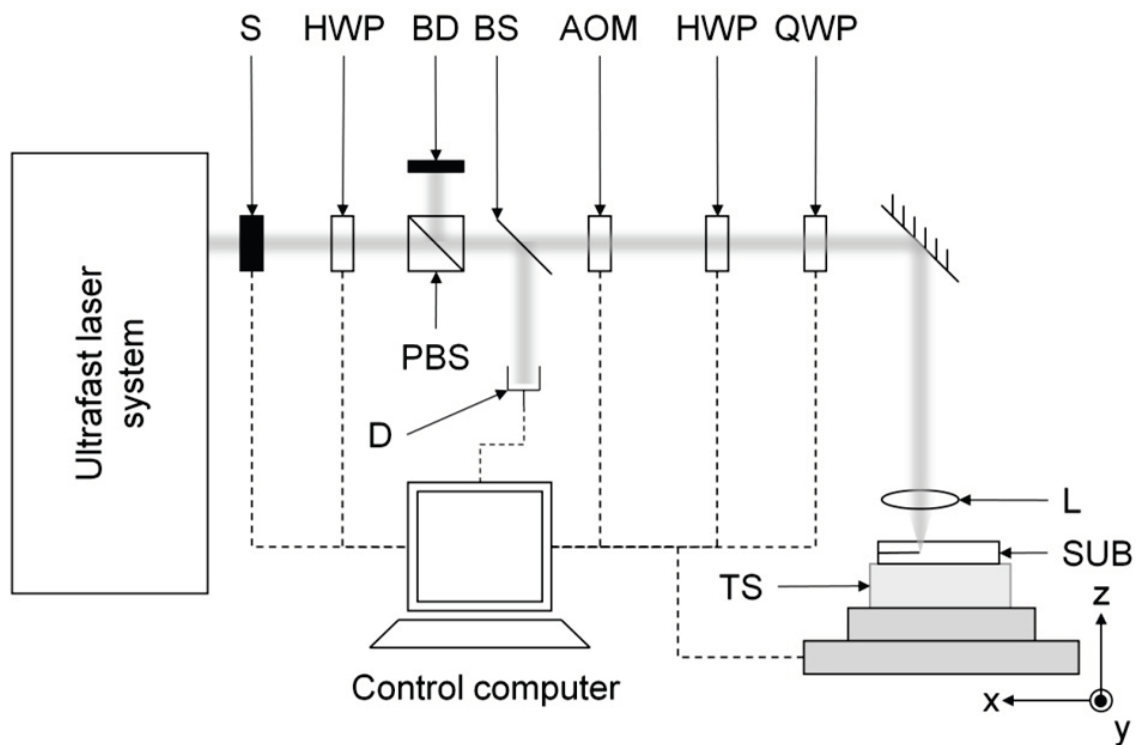 S HWP BD BS AOM HWP QWP
Ultrafast laser
system
PBS
D
L
SUB
TS
z
x
y
Control computer